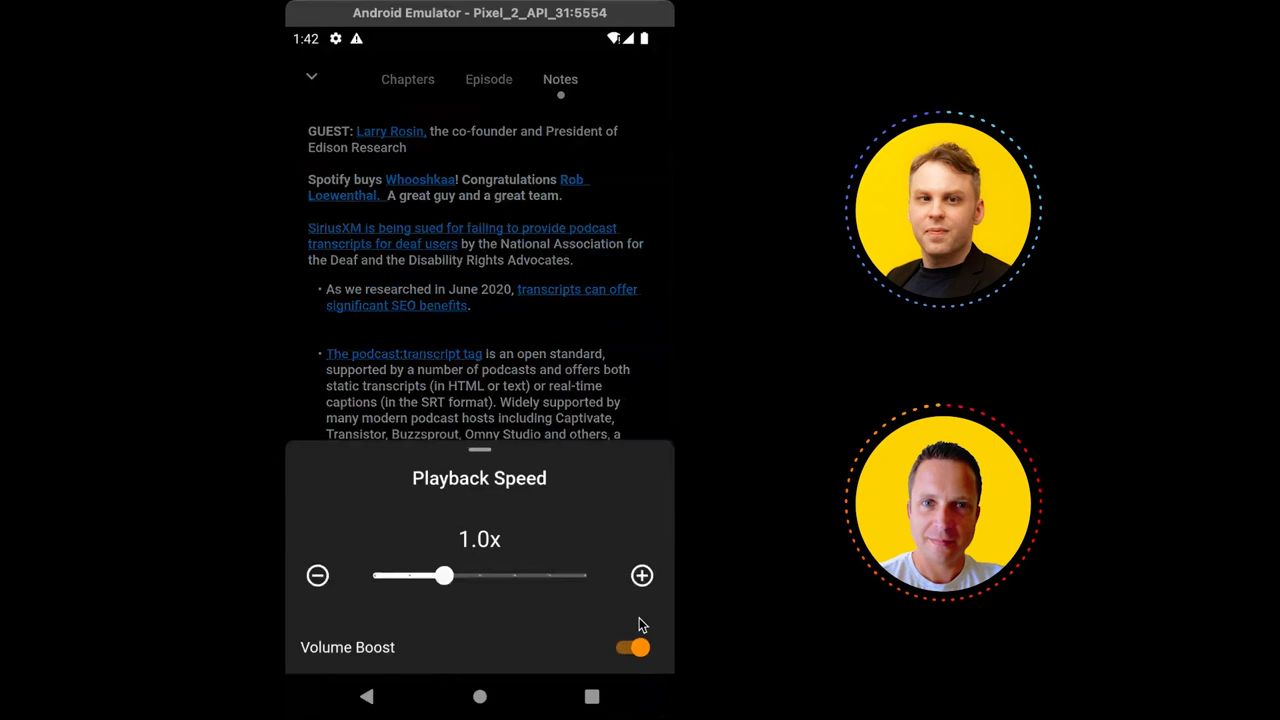 Android Emulator - Pixel_2_API_31:5554
1:42
Chapters Episode Notes
GUEST: Larry Rosin, the co-founder and President of
Edison Research
Spotify buys Whooshkaa! Congratulations Rob
Loewenthal. A great guy and a great team.
SiriusXM is being sued for failing to provide podcast
transcripts for deaf users by the National Association for
the Deaf and the Disability Rights Advocates.
• As we researched in June 2020, transcripts can offer
significant SEO benefits.
• The podcast:transcript tag is an open standard,
supported by a number of podcasts and offers both
static transcripts (in HTML or text) or real-time
captions (in the SRT format). Widely supported by
many modern podcast hosts including Captivate,
Transistor, Buzzsprout, Omny Studio and others, a
Playback Speed
1.0x
Volume Boost